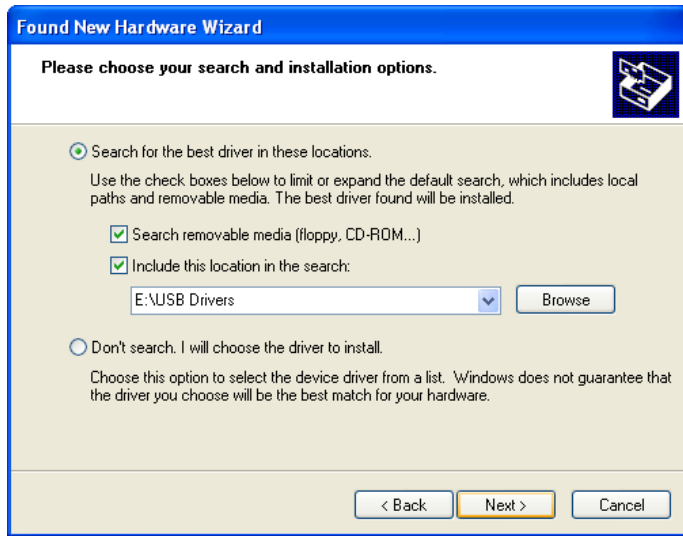 Found New Hardware Wizard
Please choose your search and installation options.
Search for the best driver in these locations.
Use the check boxes below to limit or expand the default search, which includes local
paths and removable media. The best driver found will be installed.
Search removable media (floppy, CD-ROM...)
Include this location in the search:
E:\USB Drivers
Browse
Don't search. I will choose the driver to install.
Choose this option to select the device driver from a list. Windows does not guarantee that
the driver you choose will be the best match for your hardware.
< Back Next > Cancel